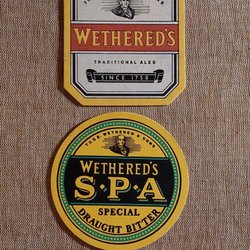 WETHERED'S
TRADITIONAL ALES
SINCE 1758
THOS. WETHERED & SONS
WETHERED'S
S·P·A
SPECIAL
DRAUGHT BITTER